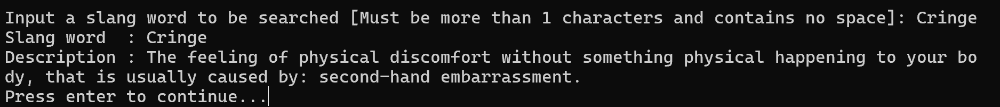 Input a slang word to be searched [Must be more than 1 characters and contains no space]: Cringe
Slang word  : Cringe
Description : The feeling of physical discomfort without something physical happening to your bo
dy, that is usually caused by: second-hand embarrassment.
Press enter to continue...